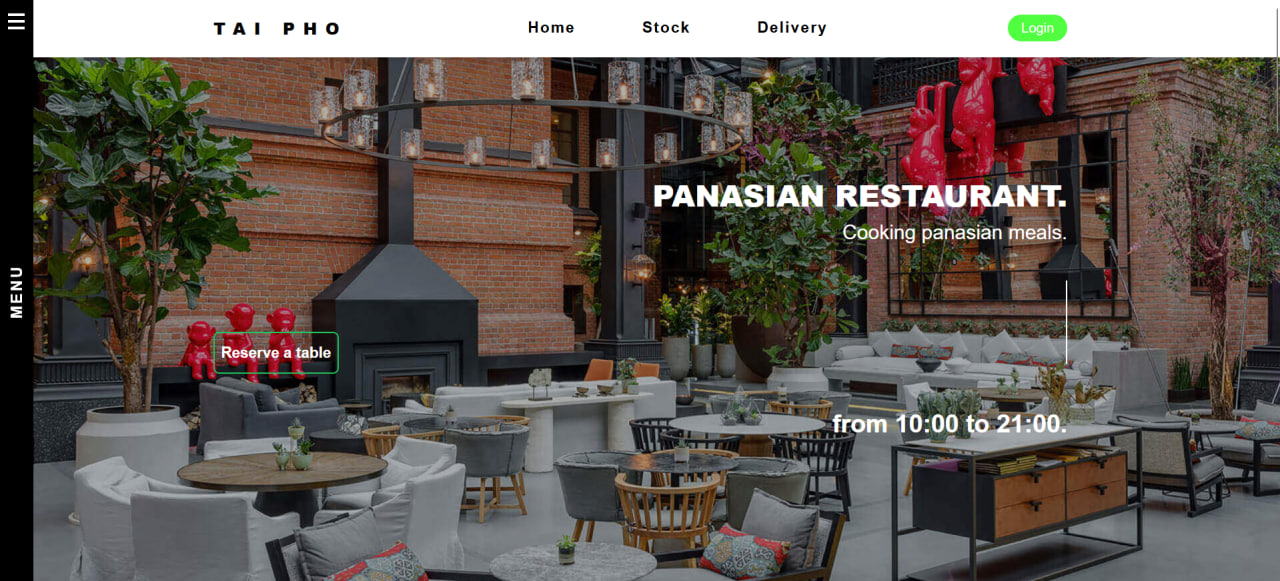 TAI PHO
Home
Stock
Delivery
Login
PANASIAN RESTAURANT.
Cooking panasian meals.
MENU
Reserve a table
from 10:00 to 21:00.